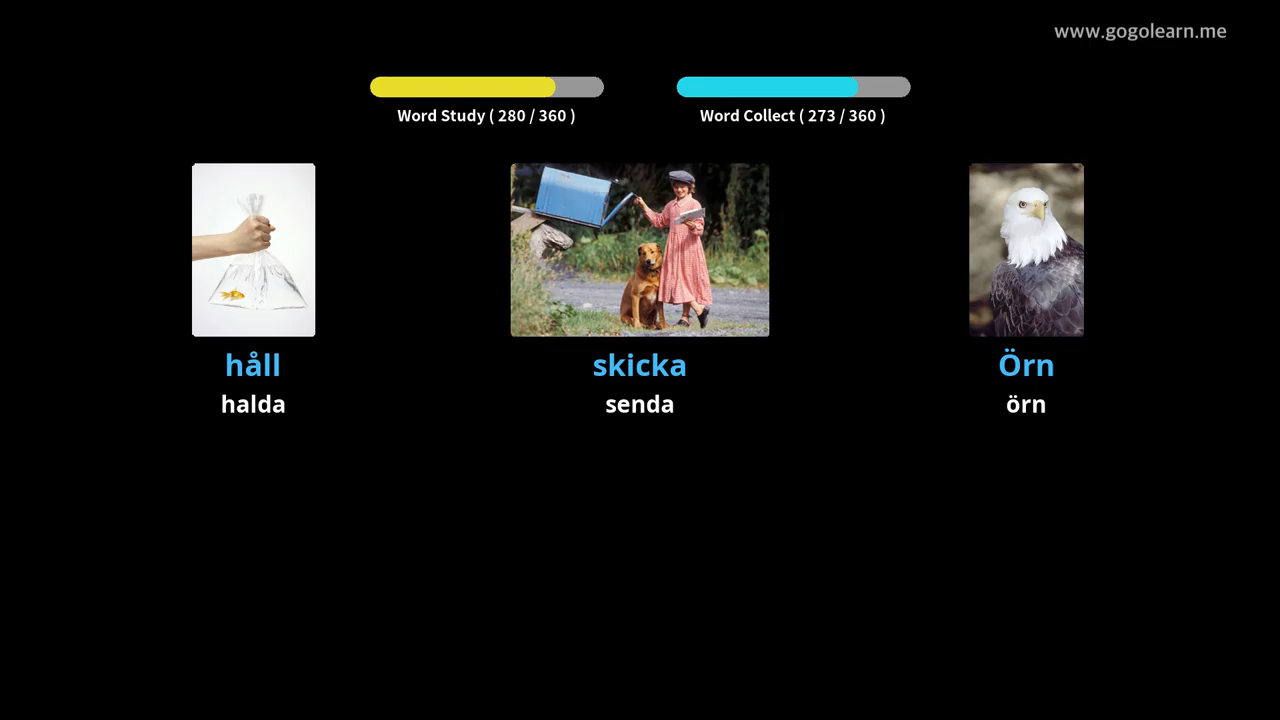 www.gogolearn.me
Word Study ( 280 / 360 )
Word Collect ( 273 / 360 )
håll
skicka
Örn
halda
senda
örn